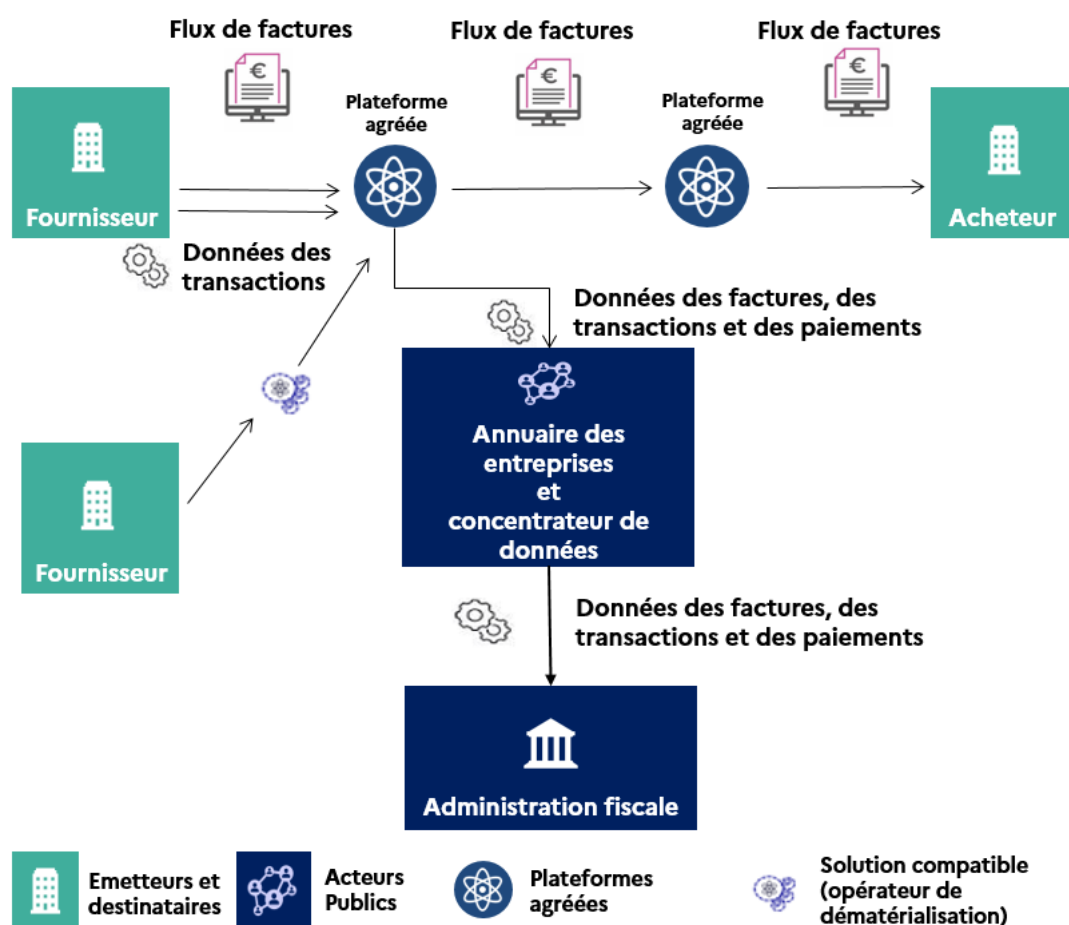 Flux de factures
Flux de factures
Flux de factures
€
€
€
Plateforme
agréée
Plateforme
agréée
Fournisseur
Acheteur
Données des
transactions
Données des factures, des
transactions et des paiements
Annuaire des
entreprises
et
concentrateur de
données
Fournisseur
Données des factures, des
transactions et des paiements
Administration fiscale
Emetteurs et
destinataires
Acteurs
Publics
Plateformes
agréées
Solution compatible
(opérateur de
dématérialisation)